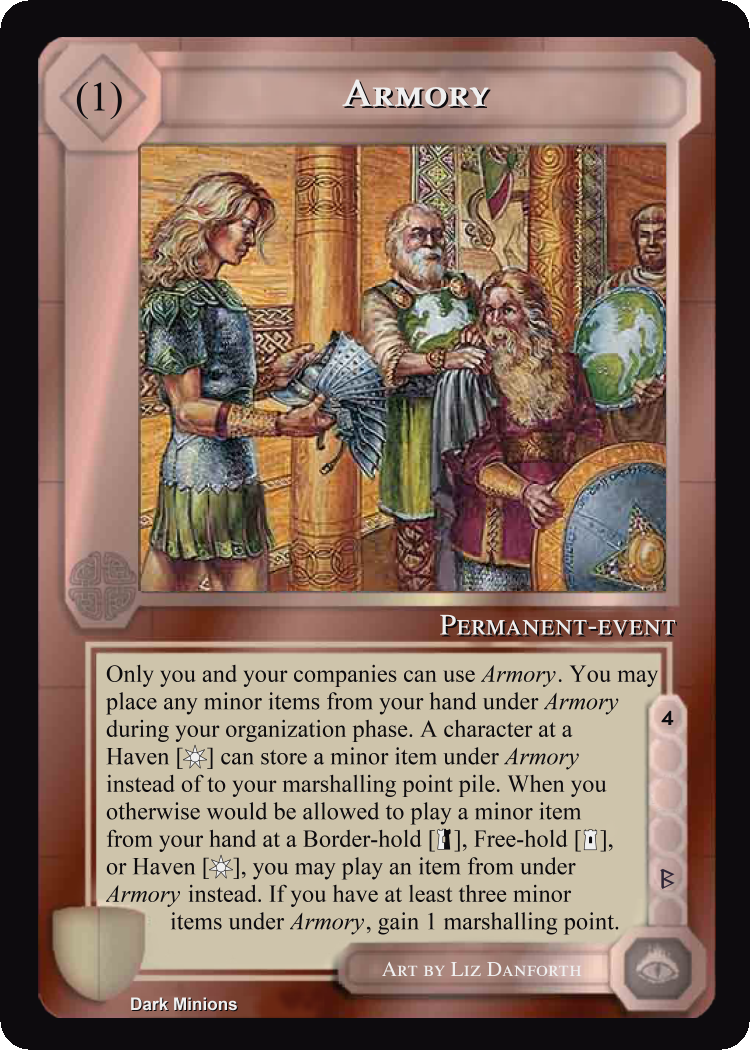 (1)
ARMORY
PERMANENT-EVENT
Only you and your companies can use Armory. You may
place any minor items from your hand under Armory
during your organization phase. A character at a
Haven [] can store a minor item under Armory
instead of to your marshalling point pile. When you
otherwise would be allowed to play a minor item
from your hand at a Border-hold [], Free-hold [],
or Haven [], you may play an item from under
Armory instead. If you have at least three minor
items under Armory, gain 1 marshalling point.
4
ᛒ
ART BY LIZ DANFORTH
Dark Minions